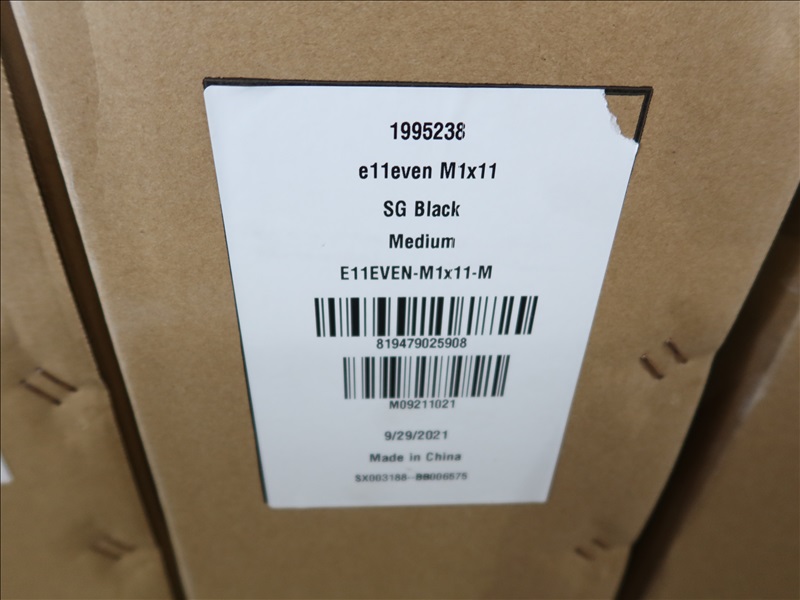 1995238
e11even M1x11
SG Black
Medium
E11EVEN-M1x11-M
819479025908
M09211021
9/29/2021
Made in China